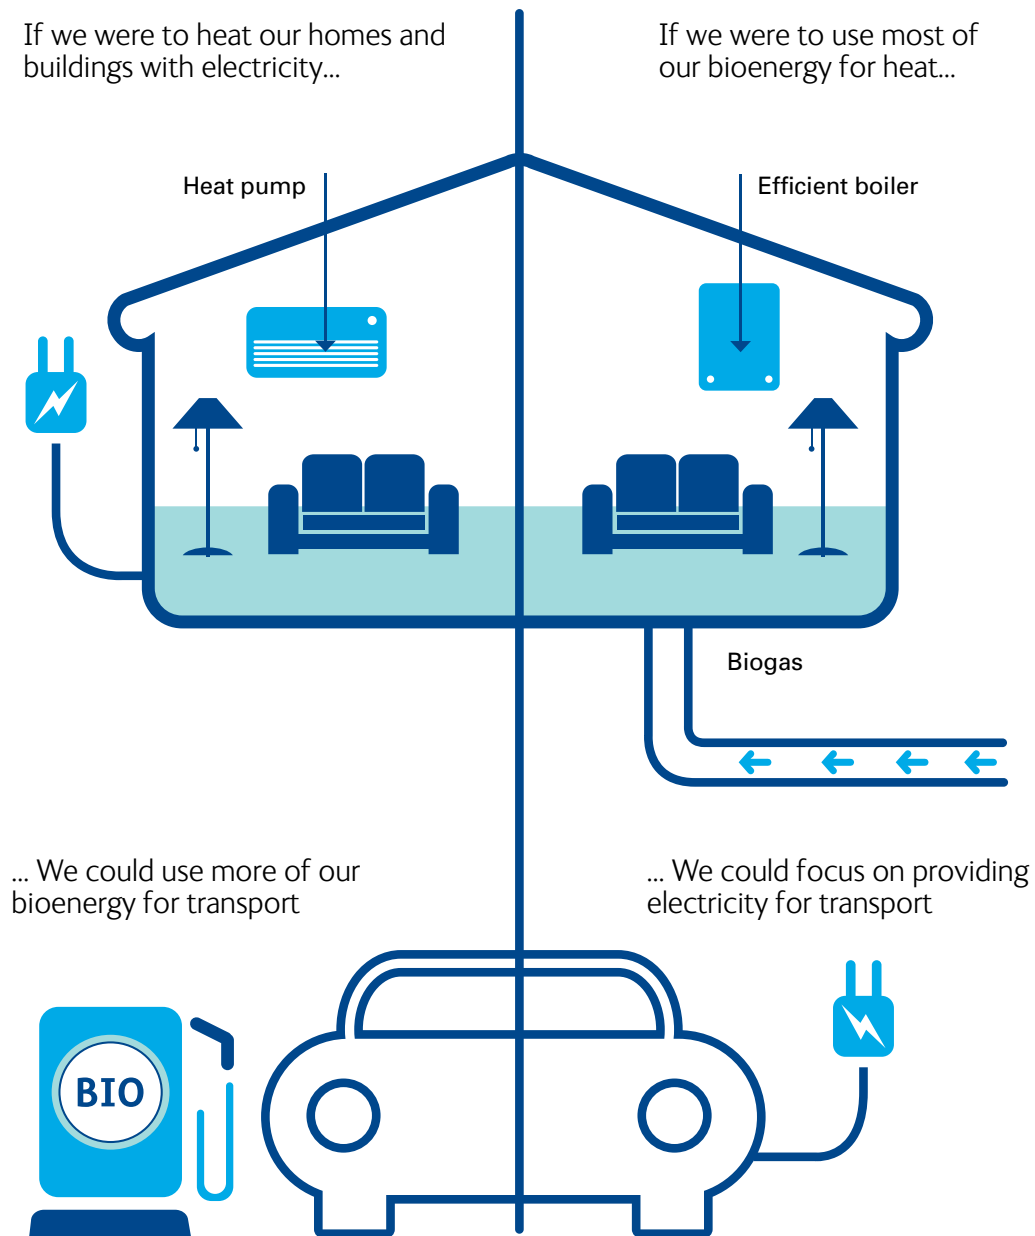 If we were to heat our homes and
buildings with electricity...
If we were to use most of
our bioenergy for heat...
Heat pump
Efficient boiler
Biogas
... We could use more of our
bioenergy for transport
... We could focus on providing
electricity for transport
BIO